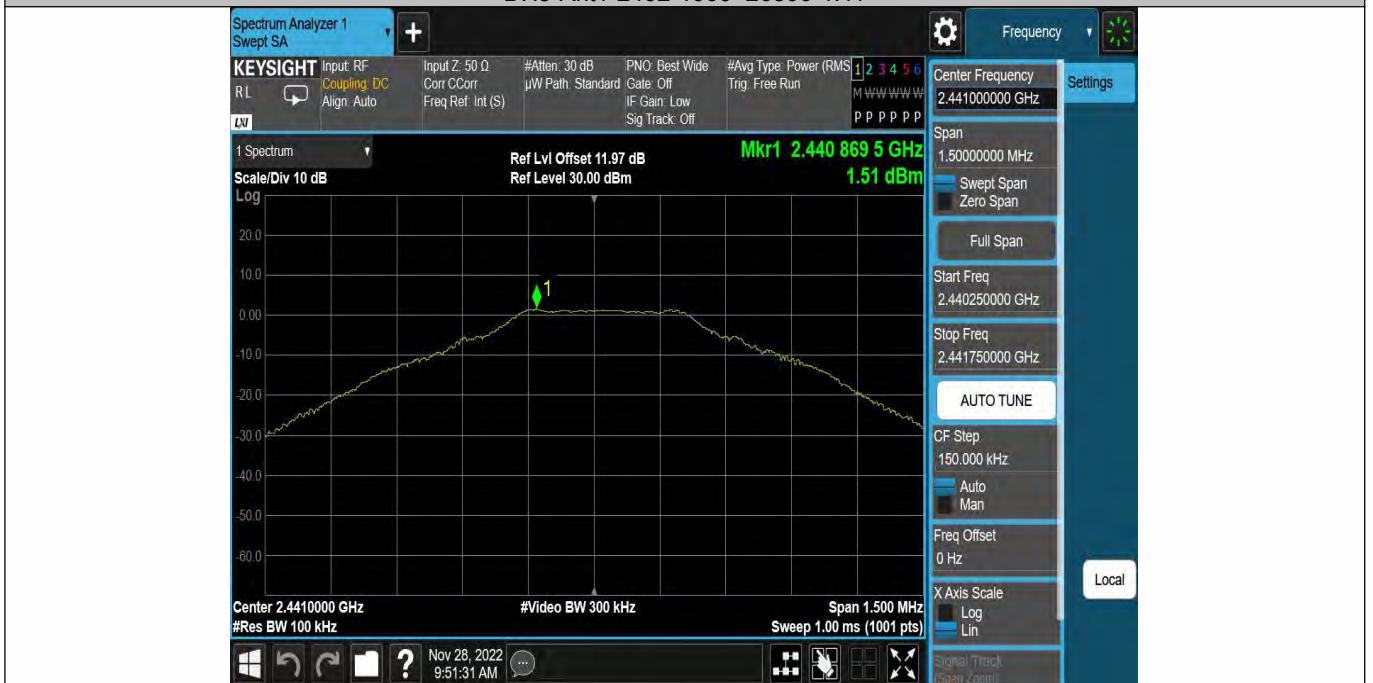 Spectrum Analyzer 1
Swept SA
+
Frequency
KEYSIGHT
RL
LXI
Input: RF
Coupling: DC
Align: Auto
Input Z: 50 Ω
Corr CCorr
Freq Ref: Int (S)
#Atten: 30 dB
µW Path: Standard
PNO: Best Wide
Gate: Off
IF Gain: Low
Sig Track: Off
#Avg Type: Power (RMS
Trig: Free Run
1 2 3 4 5 6
M W W W W W
P P P P P P
Center Frequency
2.441000000 GHz
Settings
1 Spectrum
Scale/Div 10 dB
Log
Ref Lvl Offset 11.97 dB
Ref Level 30.00 dBm
Mkr1 2.440 869 5 GHz
1.51 dBm
Span
1.50000000 MHz
Swept Span
Zero Span
Full Span
Start Freq
2.440250000 GHz
Stop Freq
2.441750000 GHz
AUTO TUNE
CF Step
150.000 kHz
Auto
Man
Freq Offset
0 Hz
X Axis Scale
Log
Lin
Signal Track
(Span Zoom)
Local
20.0
10.0
1
0.00
-10.0
-20.0
-30.0
-40.0
-50.0
-60.0
Center 2.4410000 GHz
#Res BW 100 kHz
#Video BW 300 kHz
Span 1.500 MHz
Sweep 1.00 ms (1001 pts)
?
Nov 28, 2022
9:51:31 AM